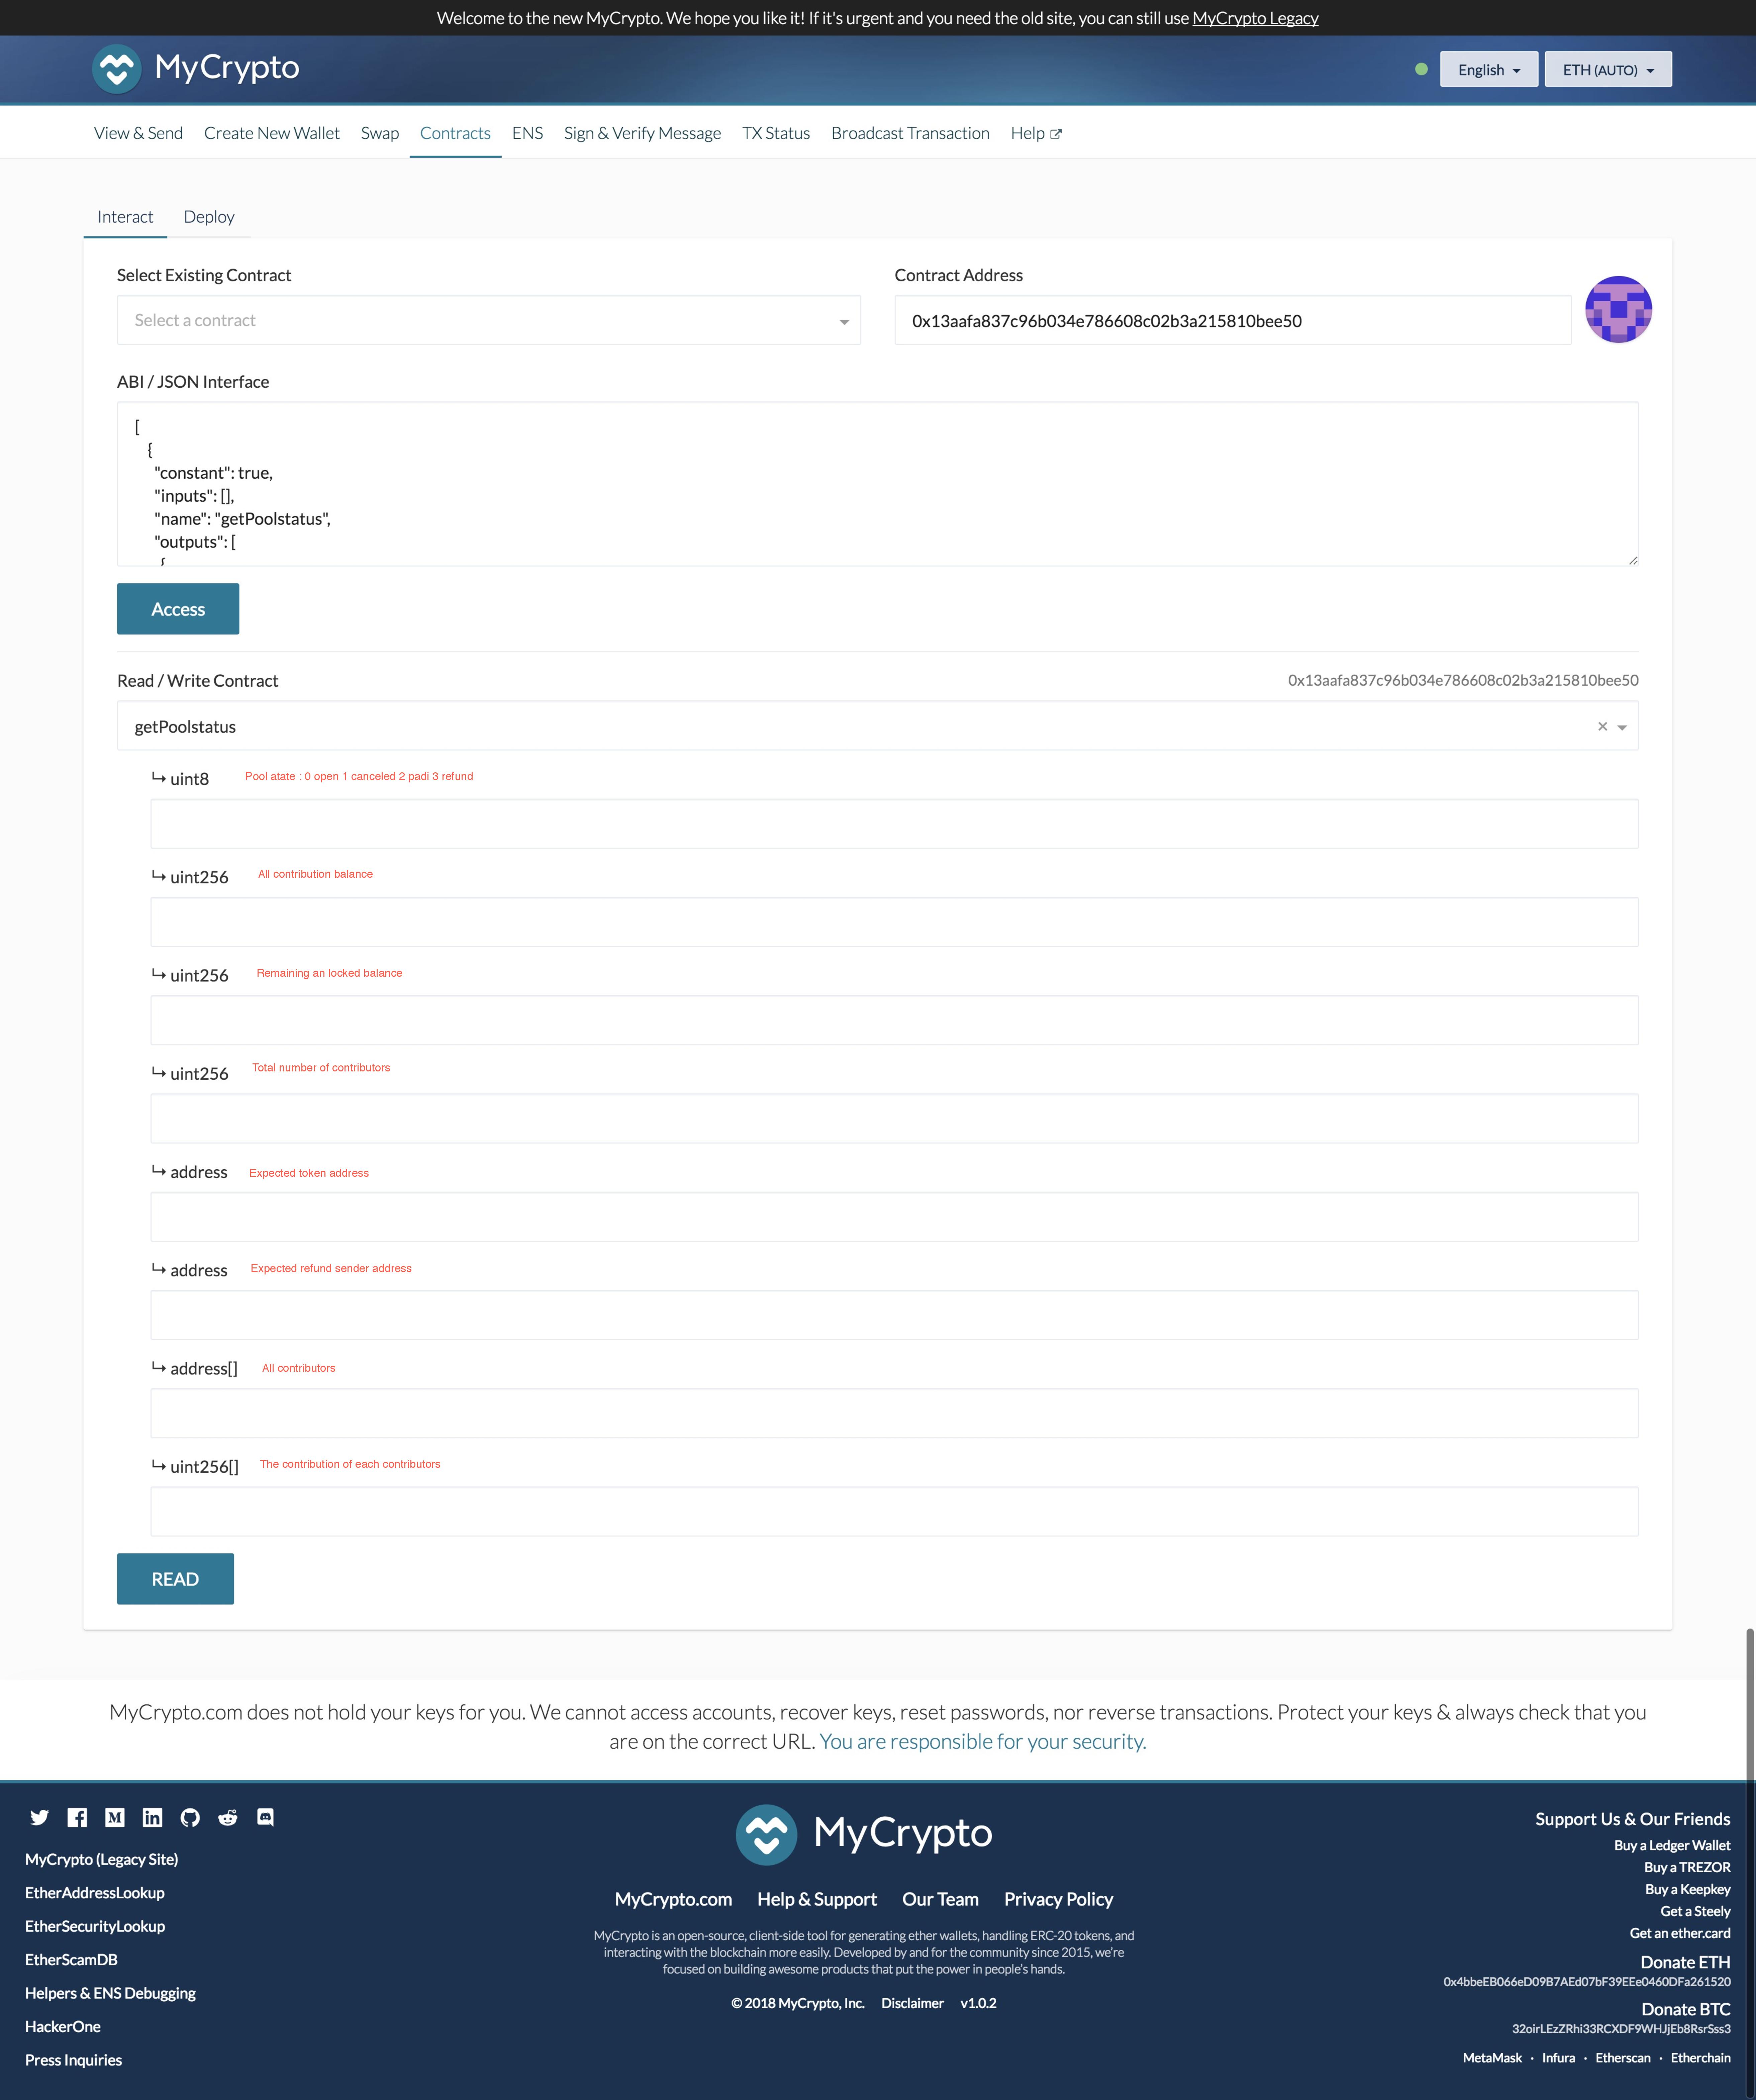 Welcome to the new MyCrypto. We hope you like it! If it's urgent and you need the old site, you can still use MyCrypto Legacy
MyCrypto
English
ETH (AUTO)
View & Send Create New Wallet Swap Contracts ENS Sign & Verify Message TX Status Broadcast Transaction Help
Interact Deploy
Select Existing Contract
Select a contract
Contract Address
0x13aafa837c96b034e786608c02b3a215810bee50
ABI / JSON Interface
[
{
"constant": true,
"inputs": [],
"name": "getPoolstatus",
"outputs": [
{
Access
Read / Write Contract 0x13aafa837c96b034e786608c02b3a215810bee50
getPoolstatus
↳ uint8 Pool atate : 0 open 1 canceled 2 padi 3 refund
↳ uint256 All contribution balance
↳ uint256 Remaining an locked balance
↳ uint256 Total number of contributors
↳ address Expected token address
↳ address Expected refund sender address
↳ address[] All contributors
↳ uint256[] The contribution of each contributors
READ
MyCrypto.com does not hold your keys for you. We cannot access accounts, recover keys, reset passwords, nor reverse transactions. Protect your keys & always check that you
are on the correct URL. You are responsible for your security.
MyCrypto (Legacy Site)
EtherAddressLookup
EtherSecurityLookup
EtherScamDB
Helpers & ENS Debugging
HackerOne
Press Inquiries
MyCrypto
MyCrypto.com Help & Support Our Team Privacy Policy
MyCrypto is an open-source, client-side tool for generating ether wallets, handling ERC-20 tokens, and
interacting with the blockchain more easily. Developed by and for the community since 2015, we're
focused on building awesome products that put the power in people's hands.
© 2018 MyCrypto, Inc. Disclaimer v1.0.2
Support Us & Our Friends
Buy a Ledger Wallet
Buy a TREZOR
Buy a Keepkey
Get a Steely
Get an ether.card
Donate ETH
0x4bbeEB066eD09B7AEd07bF39EEe0460DFa261520
Donate BTC
32oirLEzZRhi33RCXDF9WHJjEb8RsrSss3
MetaMask · Infura · Etherscan · Etherchain